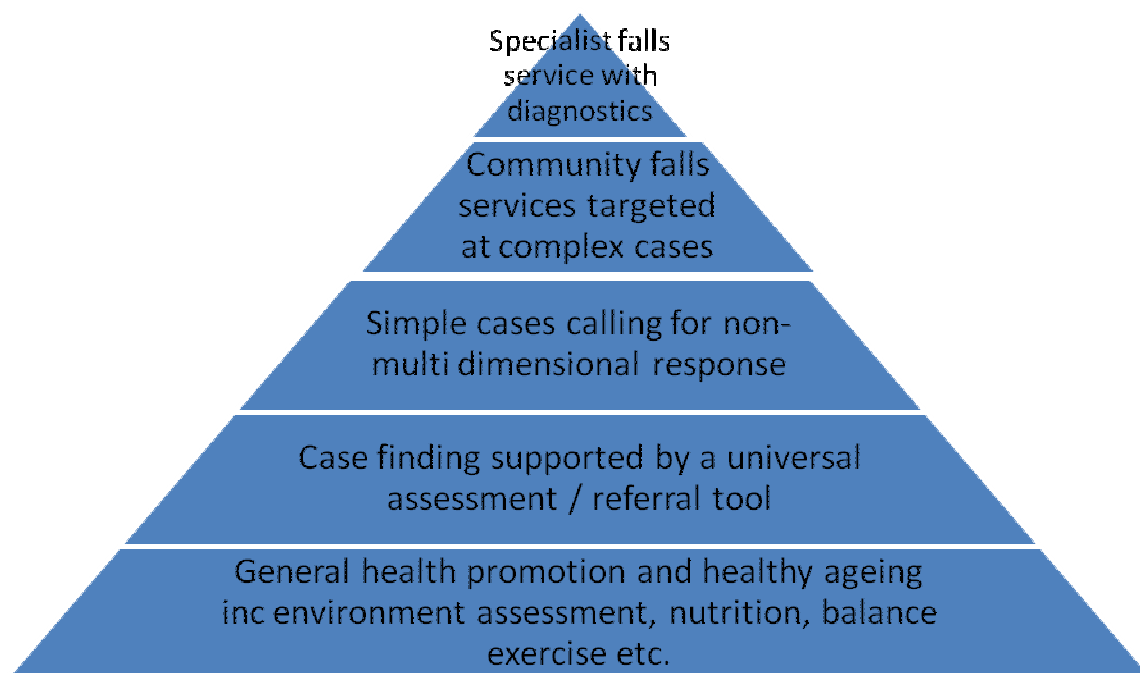 Specialist falls
service with
diagnostics
Community falls
services targeted
at complex cases
Simple cases calling for non-
multi dimensional response
Case finding supported by a universal
assessment / referral tool
General health promotion and healthy ageing
inc environment assessment, nutrition, balance
exercise etc.